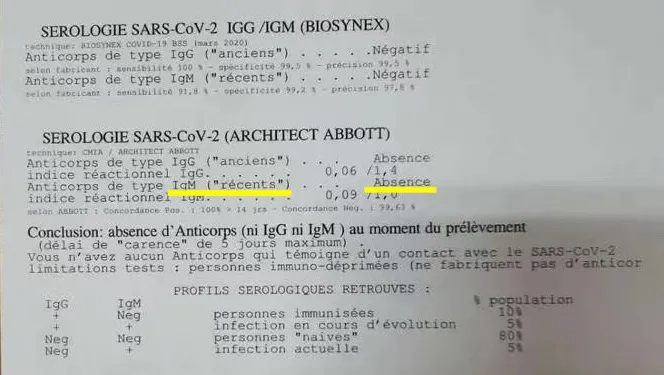 SEROLOGIE SARS-CoV-2 IGG /IGM (BIOSYNEX)
technique: BIOSYNEX COVID-19 BSS (mars 2020)
Anticorps de type IgG ("anciens") . . . . .Négatif
selon fabricant : sensibilité 100 % - spécificité 99,5 % - précision 99,5 %
Anticorps de type IgM ("récents") . . . . .Négatif
selon fabricant : sensibilité 91,8 % - spécificité 99,2 % - précision 97,8 %
SEROLOGIE SARS-CoV-2 (ARCHITECT ABBOTT)
technique: CMIA / ARCHITECT ABBOTT
Anticorps de type IgG ("anciens") . . . Absence
indice réactionnel IgG. . . . . . 0,06 /1,4
Anticorps de type IgM ("récents") . . . Absence
indice réactionnel IgM. . . . . . 0,09 /1,0
selon ABBOTT : Concordance Pos. : 100% > 14 jrs - Concordance Neg. : 99,63 %
Conclusion: absence d'Anticorps (ni IgG ni IgM ) au moment du prélèvement
(délai de "carence" de 5 jours maximum) .
Vous n'avez aucun Anticorps qui témoigne d'un contact avec le SARS-CoV-2
limitations tests : personnes immuno-déprimées (ne fabriquent pas d'anticor
PROFILS SEROLOGIQUES RETROUVES :
IgG IgM % population
+ Neg personnes immunisées 10%
+ + infection en cours d'évolution 5%
Neg Neg personnes "naives" 80%
Neg + infection actuelle 5%